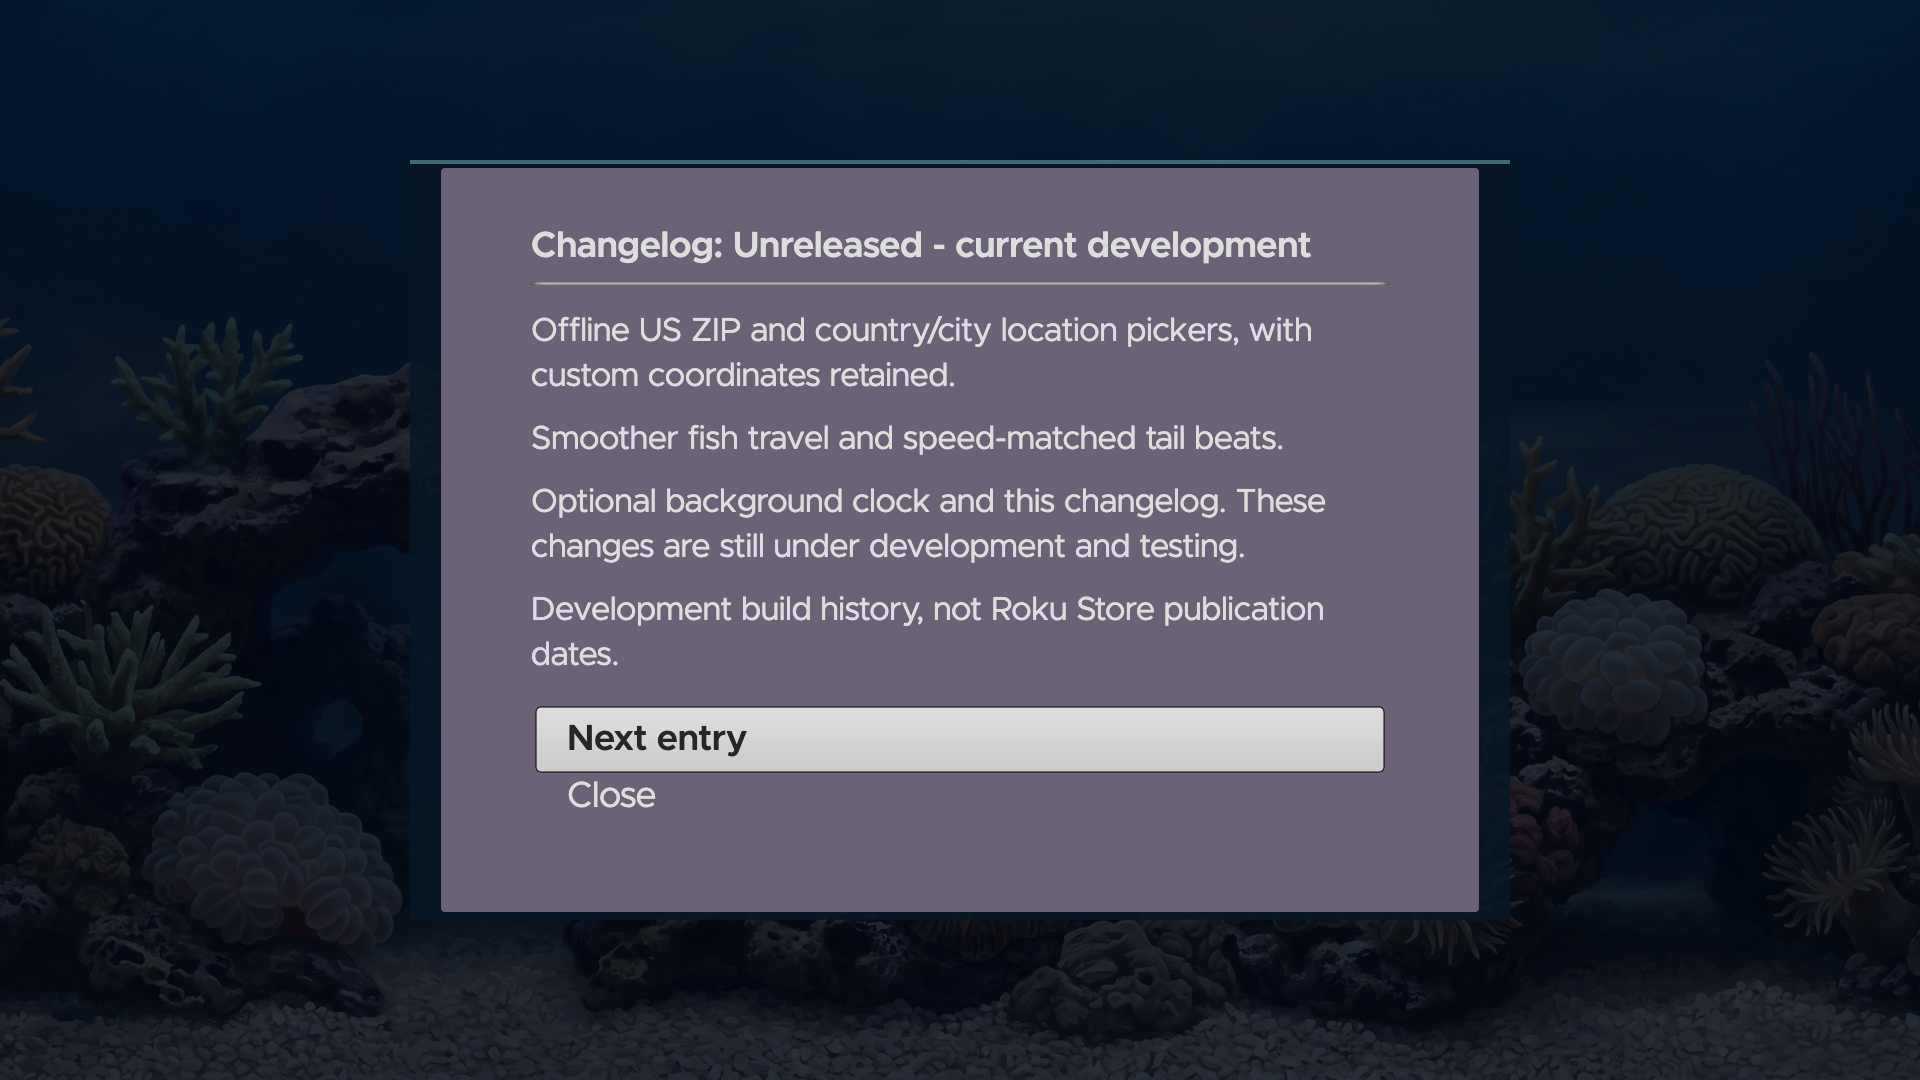 Changelog: Unreleased - current development
Offline US ZIP and country/city location pickers, with
custom coordinates retained.
Smoother fish travel and speed-matched tail beats.
Optional background clock and this changelog. These
changes are still under development and testing.
Development build history, not Roku Store publication
dates.
Next entry
Close